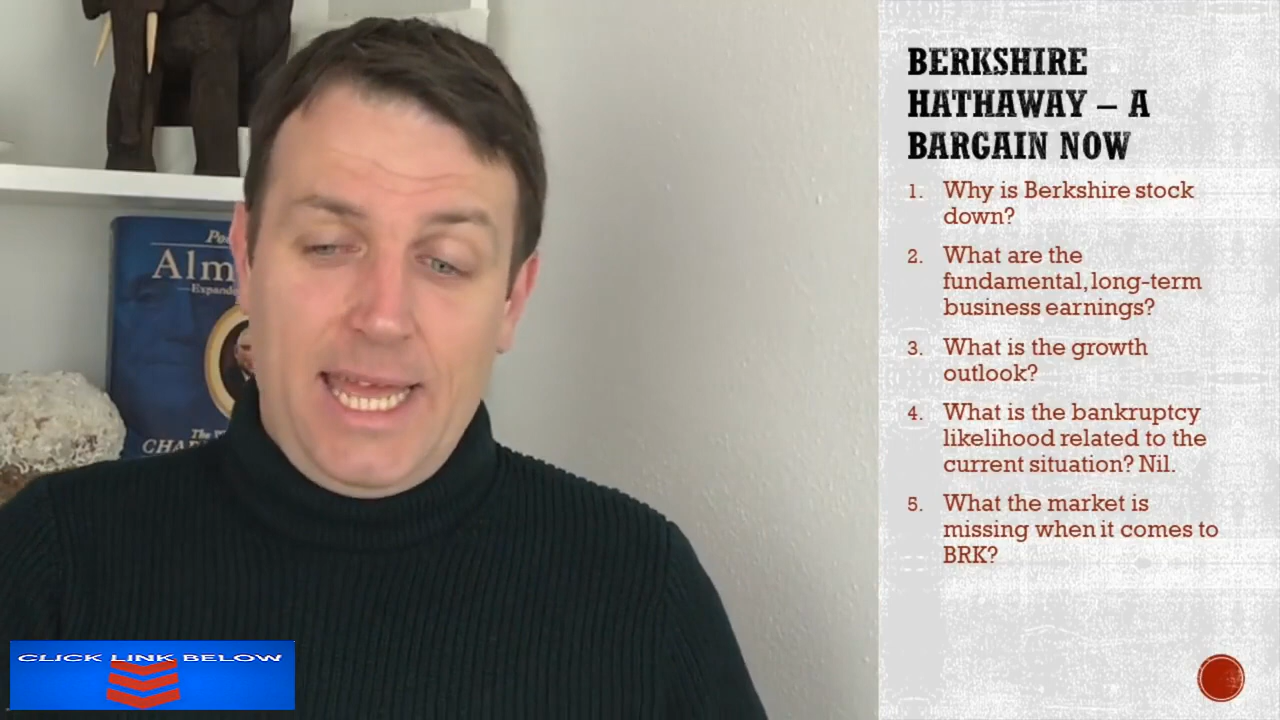 BERKSHIRE
HATHAWAY – A
BARGAIN NOW
1. Why is Berkshire stock
down?
2. What are the
fundamental, long-term
business earnings?
3. What is the growth
outlook?
4. What is the bankruptcy
likelihood related to the
current situation? Nil.
5. What the market is
missing when it comes to
BRK?
Alm
CLICK LINK BELOW